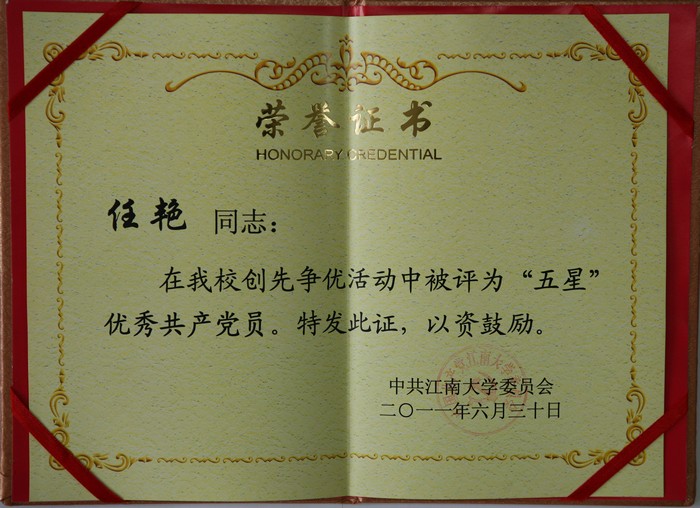 荣誉证书
HONORARY CREDENTIAL
任艳 同志：
在我校创先争优活动中被评为“五星”
优秀共产党员。特发此证，以资鼓励。
中共江南大学委员会
二〇一一年六月三十日